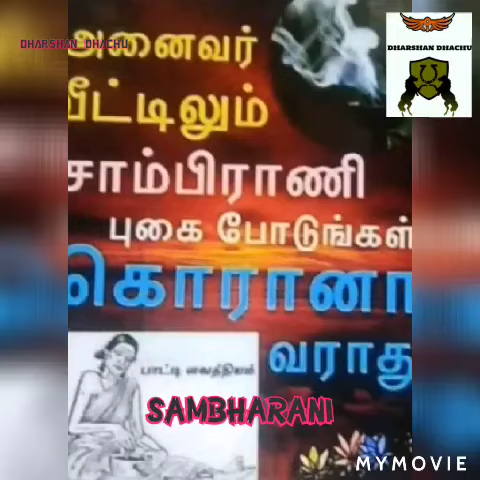 DHARSHAN_DHACHU
DHARSHAN DHACHU
அனைவர்
வீட்டிலும்
சாம்பிராணி
புகை போடுங்கள்
கொரானா
வராது
பாட்டி வைத்தியம்
SAMBHARANI
MYMOVIE